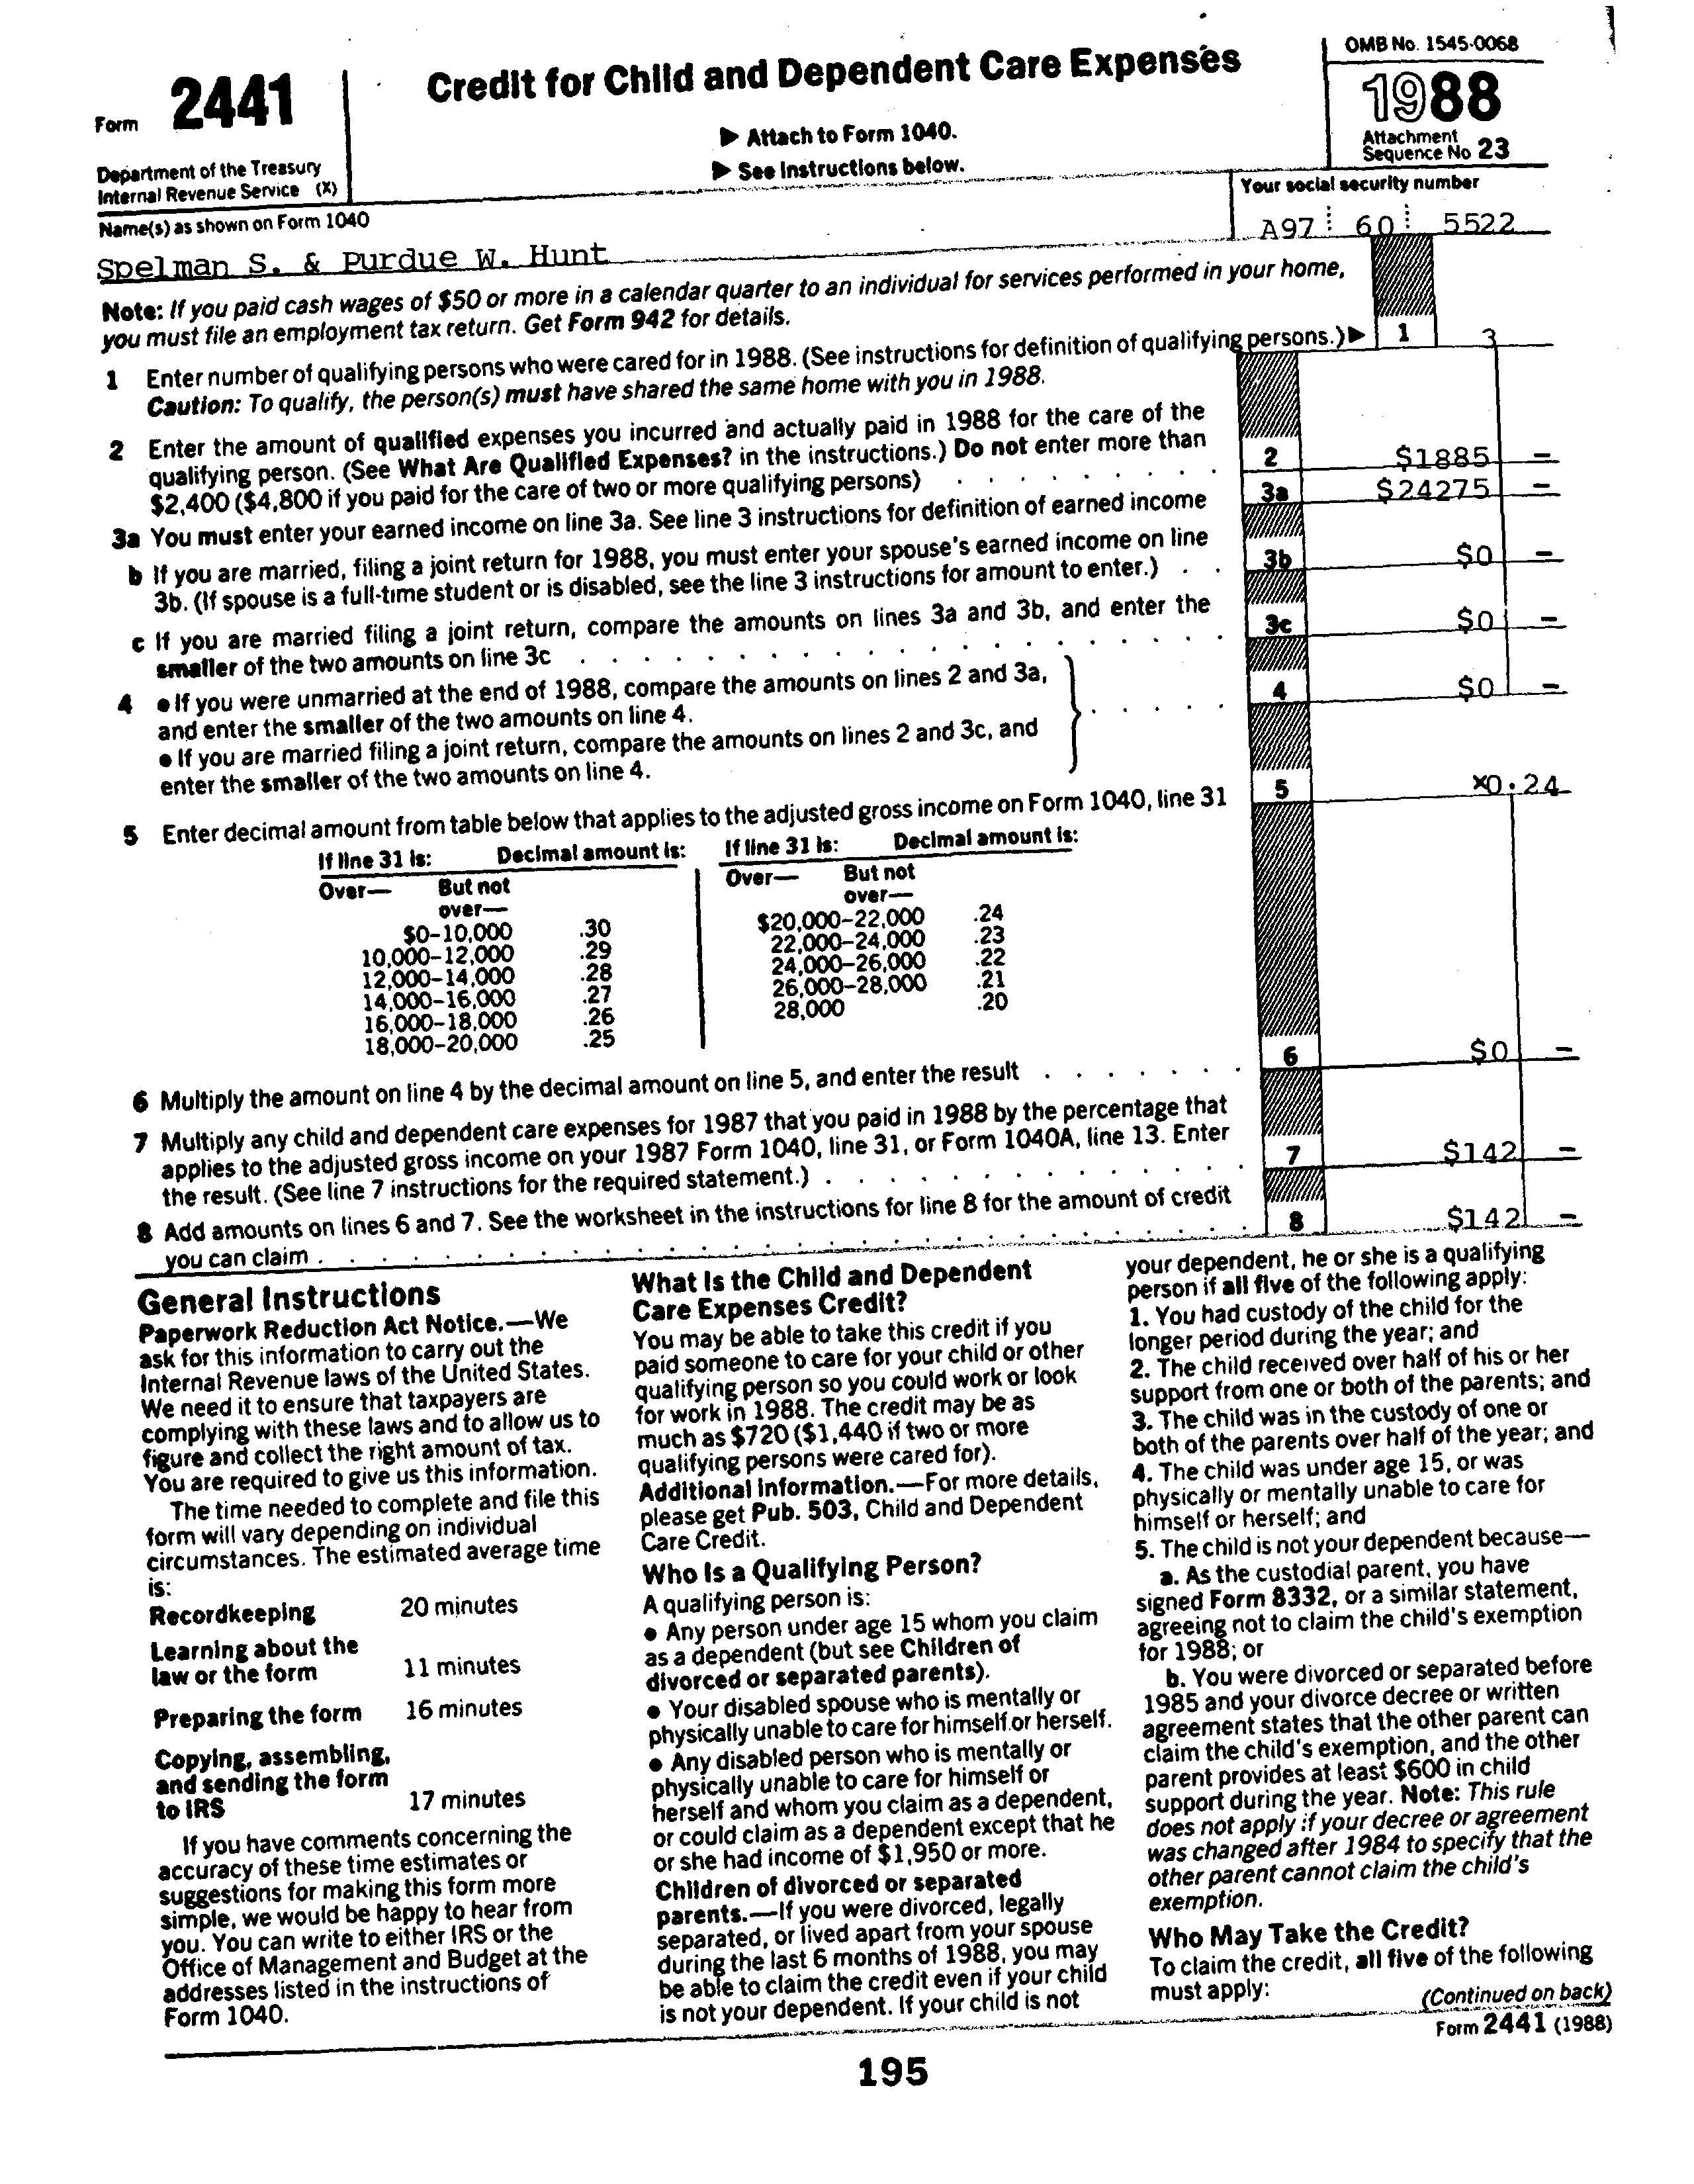 Form 2441
Department of the Treasury
Internal Revenue Service (X)
Credit for Child and Dependent Care Expenses
▶ Attach to Form 1040.
▶ See Instructions below.
OMB No. 1545-0068
1988
Attachment
Sequence No 23
Name(s) as shown on Form 1040
Spelman S. & Purdue W. Hunt
Your social security number
A97 60 5522
Note: If you paid cash wages of $50 or more in a calendar quarter to an individual for services performed in your home,
you must file an employment tax return. Get Form 942 for details.
1 Enter number of qualifying persons who were cared for in 1988. (See instructions for definition of qualifying persons.) ▶ 1 3
Caution: To qualify, the person(s) must have shared the same home with you in 1988.
2 Enter the amount of qualified expenses you incurred and actually paid in 1988 for the care of the
qualifying person. (See What Are Qualified Expenses? in the instructions.) Do not enter more than
$2,400 ($4,800 if you paid for the care of two or more qualifying persons) . . . . . . . 2 $1885 –
3a You must enter your earned income on line 3a. See line 3 instructions for definition of earned income 3a $24275 –
b If you are married, filing a joint return for 1988, you must enter your spouse's earned income on line
3b. (If spouse is a full-time student or is disabled, see the line 3 instructions for amount to enter.) . . 3b $0 –
c If you are married filing a joint return, compare the amounts on lines 3a and 3b, and enter the
smaller of the two amounts on line 3c . . . . . . . . . . . . . . . . . . 3c $0 –
4 ● If you were unmarried at the end of 1988, compare the amounts on lines 2 and 3a,
and enter the smaller of the two amounts on line 4.
● If you are married filing a joint return, compare the amounts on lines 2 and 3c, and
enter the smaller of the two amounts on line 4.
. . . . . 4 $0 –
5 Enter decimal amount from table below that applies to the adjusted gross income on Form 1040, line 31 5 ×0.24
If line 31 is: Decimal amount is: If line 31 is: Decimal amount is:
Over— But not over— Over— But not over—
$0–10,000 .30 $20,000–22,000 .24
10,000–12,000 .29 22,000–24,000 .23
12,000–14,000 .28 24,000–26,000 .22
14,000–16,000 .27 26,000–28,000 .21
16,000–18,000 .26 28,000 .20
18,000–20,000 .25
6 Multiply the amount on line 4 by the decimal amount on line 5, and enter the result . . . . . . . 6 $0 –
7 Multiply any child and dependent care expenses for 1987 that you paid in 1988 by the percentage that
applies to the adjusted gross income on your 1987 Form 1040, line 31, or Form 1040A, line 13. Enter
the result. (See line 7 instructions for the required statement.) . . . . . . . . . . . 7 $142 –
8 Add amounts on lines 6 and 7. See the worksheet in the instructions for line 8 for the amount of credit
you can claim . . . . . . . . . . . . . . . . . . . . . . . . . 8 $142 –
General Instructions
Paperwork Reduction Act Notice.—We
ask for this information to carry out the
Internal Revenue laws of the United States.
We need it to ensure that taxpayers are
complying with these laws and to allow us to
figure and collect the right amount of tax.
You are required to give us this information.
The time needed to complete and file this
form will vary depending on individual
circumstances. The estimated average time
is:
Recordkeeping 20 minutes
Learning about the
law or the form 11 minutes
Preparing the form 16 minutes
Copying, assembling,
and sending the form
to IRS 17 minutes
If you have comments concerning the
accuracy of these time estimates or
suggestions for making this form more
simple, we would be happy to hear from
you. You can write to either IRS or the
Office of Management and Budget at the
addresses listed in the instructions of
Form 1040.
What Is the Child and Dependent
Care Expenses Credit?
You may be able to take this credit if you
paid someone to care for your child or other
qualifying person so you could work or look
for work in 1988. The credit may be as
much as $720 ($1,440 if two or more
qualifying persons were cared for).
Additional Information.—For more details,
please get Pub. 503, Child and Dependent
Care Credit.
Who Is a Qualifying Person?
A qualifying person is:
● Any person under age 15 whom you claim
as a dependent (but see Children of
divorced or separated parents).
● Your disabled spouse who is mentally or
physically unable to care for himself or herself.
● Any disabled person who is mentally or
physically unable to care for himself or
herself and whom you claim as a dependent,
or could claim as a dependent except that he
or she had income of $1,950 or more.
Children of divorced or separated
parents.—If you were divorced, legally
separated, or lived apart from your spouse
during the last 6 months of 1988, you may
be able to claim the credit even if your child
is not your dependent. If your child is not
your dependent, he or she is a qualifying
person if all five of the following apply:
1. You had custody of the child for the
longer period during the year; and
2. The child received over half of his or her
support from one or both of the parents; and
3. The child was in the custody of one or
both of the parents over half of the year; and
4. The child was under age 15, or was
physically or mentally unable to care for
himself or herself; and
5. The child is not your dependent because—
a. As the custodial parent, you have
signed Form 8332, or a similar statement,
agreeing not to claim the child's exemption
for 1988; or
b. You were divorced or separated before
1985 and your divorce decree or written
agreement states that the other parent can
claim the child's exemption, and the other
parent provides at least $600 in child
support during the year. Note: This rule
does not apply if your decree or agreement
was changed after 1984 to specify that the
other parent cannot claim the child's
exemption.
Who May Take the Credit?
To claim the credit, all five of the following
must apply:
(Continued on back)
Form 2441 (1988)
195